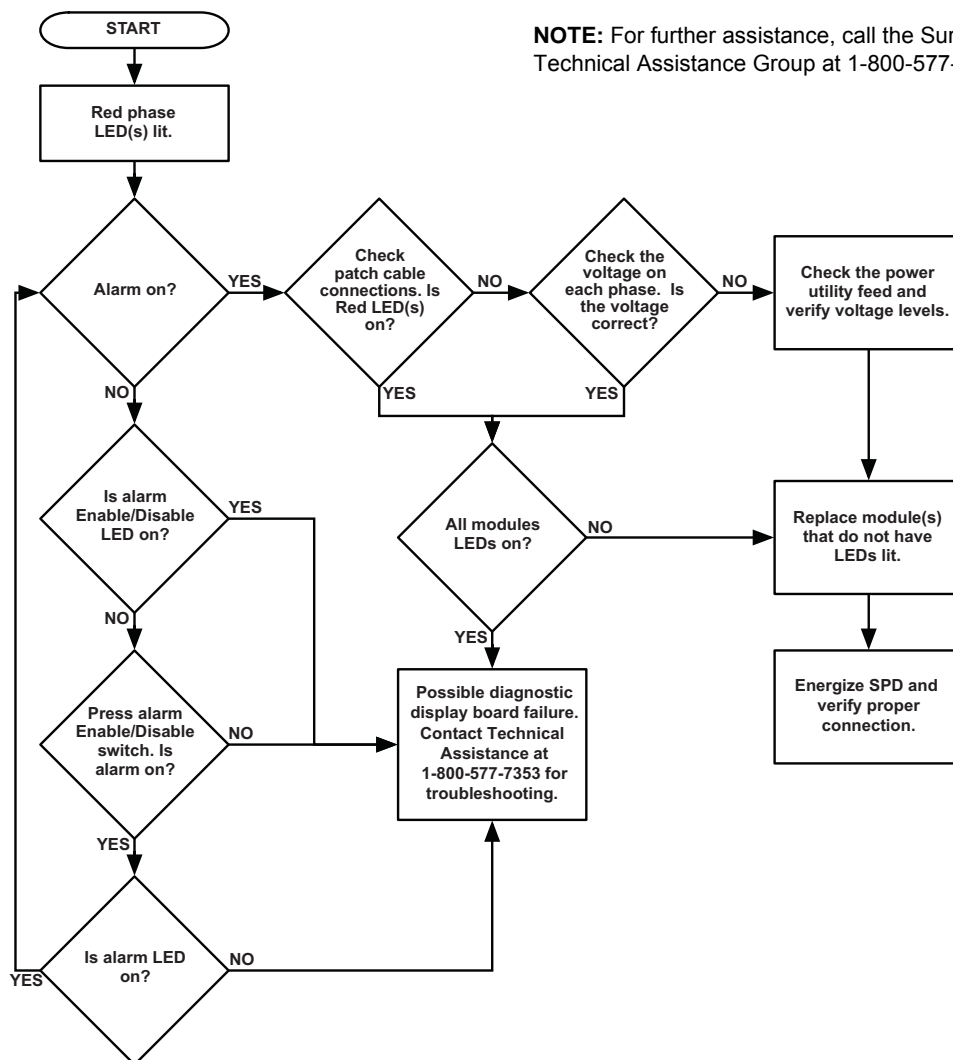 START
NOTE: For further assistance, call the Sur
Technical Assistance Group at 1-800-577-
Red phase
LED(s) lit.
Alarm on?
YES
Check
patch cable
connections. Is
Red LED(s)
on?
NO
Check the
voltage on
each phase. Is
the voltage
correct?
NO
Check the power
utility feed and
verify voltage levels.
NO
YES
YES
Is alarm
Enable/Disable
LED on?
YES
All modules
LEDs on?
NO
Replace module(s)
that do not have
LEDs lit.
NO
YES
Press alarm
Enable/Disable
switch. Is
alarm on?
NO
Possible diagnostic
display board failure.
Contact Technical
Assistance at
1-800-577-7353 for
troubleshooting.
Energize SPD and
verify proper
connection.
YES
Is alarm LED
on?
NO
YES